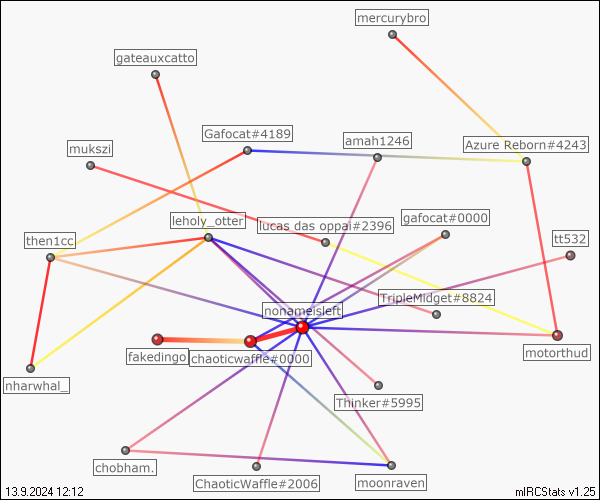 mercurybro
gateauxcatto
Gafocat#4189
amah1246
Azure Reborn#4243
mukszi
leholy_otter
lucas das oppai#2396
gafocat#0000
then1cc
tt532
TripleMidget#8824
nonameisleft
fakedingo
chaoticwaffle#0000
motorthud
nharwhal_
Thinker#5995
chobham.
ChaoticWaffle#2006
moonraven
13.9.2024 12:12
mIRCStats v1.25